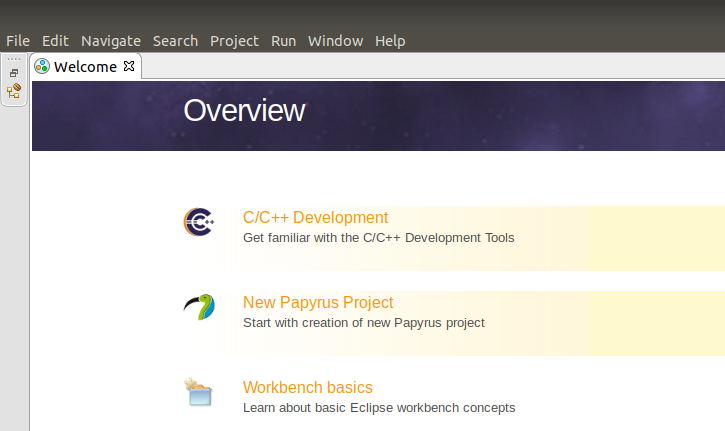 File Edit Navigate Search Project Run Window Help
Welcome
Overview
C/C++ Development
Get familiar with the C/C++ Development Tools
New Papyrus Project
Start with creation of new Papyrus project
Workbench basics
Learn about basic Eclipse workbench concepts